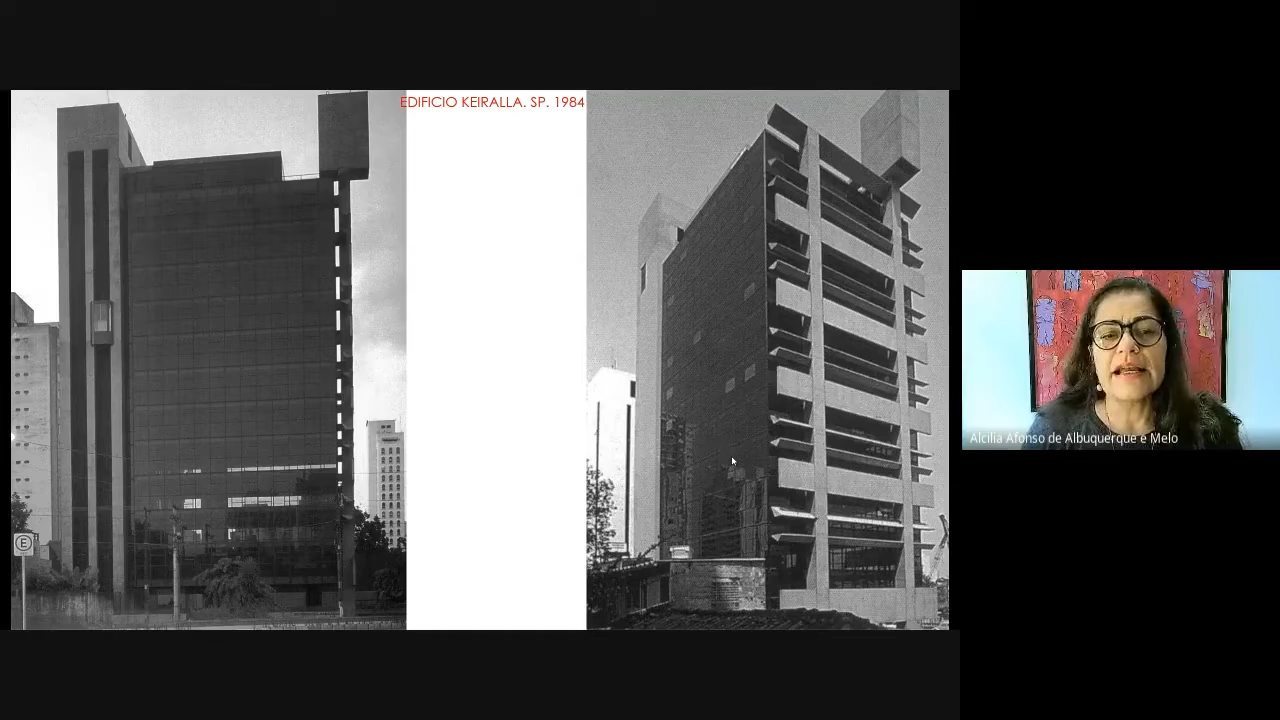 EDIFICIO KEIRALLA. SP. 1984
E
Alcilia Afonso de Albuquerque e Melo